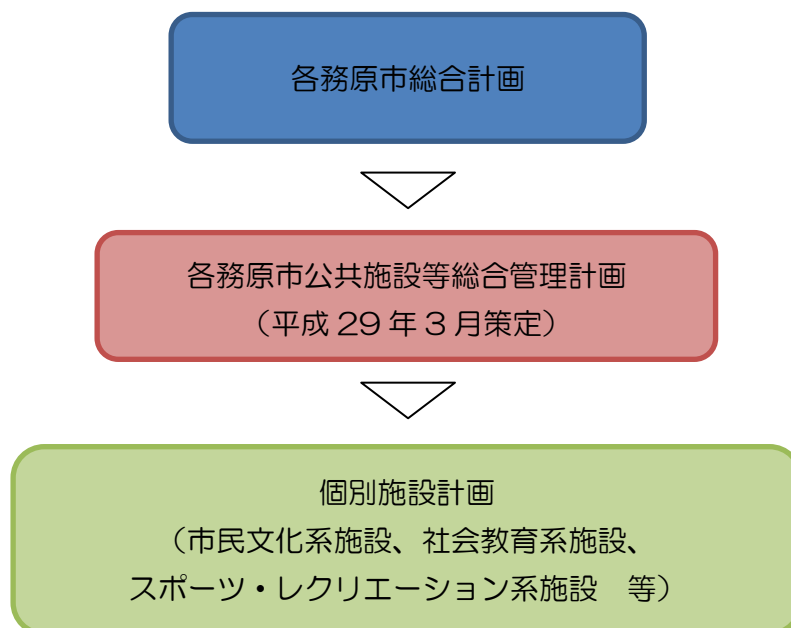 各務原市総合計画
各務原市公共施設等総合管理計画
（平成 29 年 3 月策定）
個別施設計画
（市民文化系施設、社会教育系施設、
スポーツ・レクリエーション系施設　等）